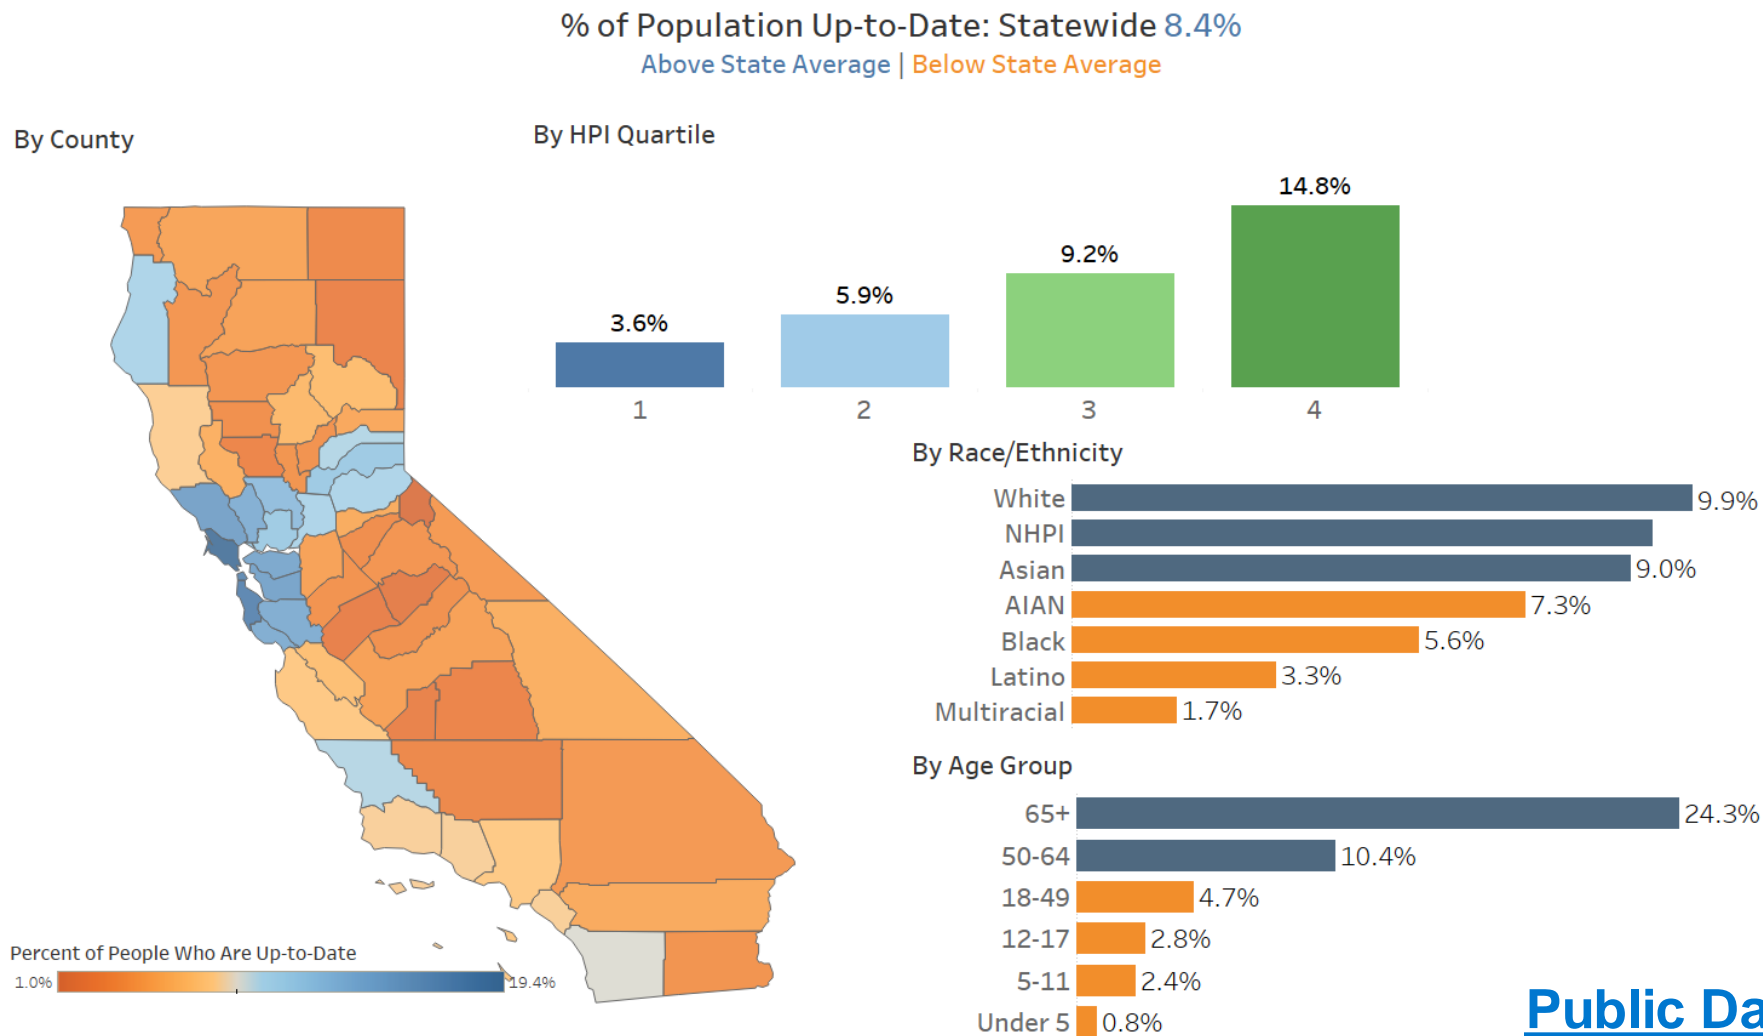 % of Population Up-to-Date: Statewide 8.4%
Above State Average | Below State Average
By County
By HPI Quartile
3.6%
5.9%
9.2%
14.8%
1
2
3
4
By Race/Ethnicity
White 9.9%
NHPI
Asian 9.0%
AIAN 7.3%
Black 5.6%
Latino 3.3%
Multiracial 1.7%
By Age Group
65+ 24.3%
50-64 10.4%
18-49 4.7%
12-17 2.8%
5-11 2.4%
Under 5 0.8%
Percent of People Who Are Up-to-Date
1.0% 19.4%
Public Da